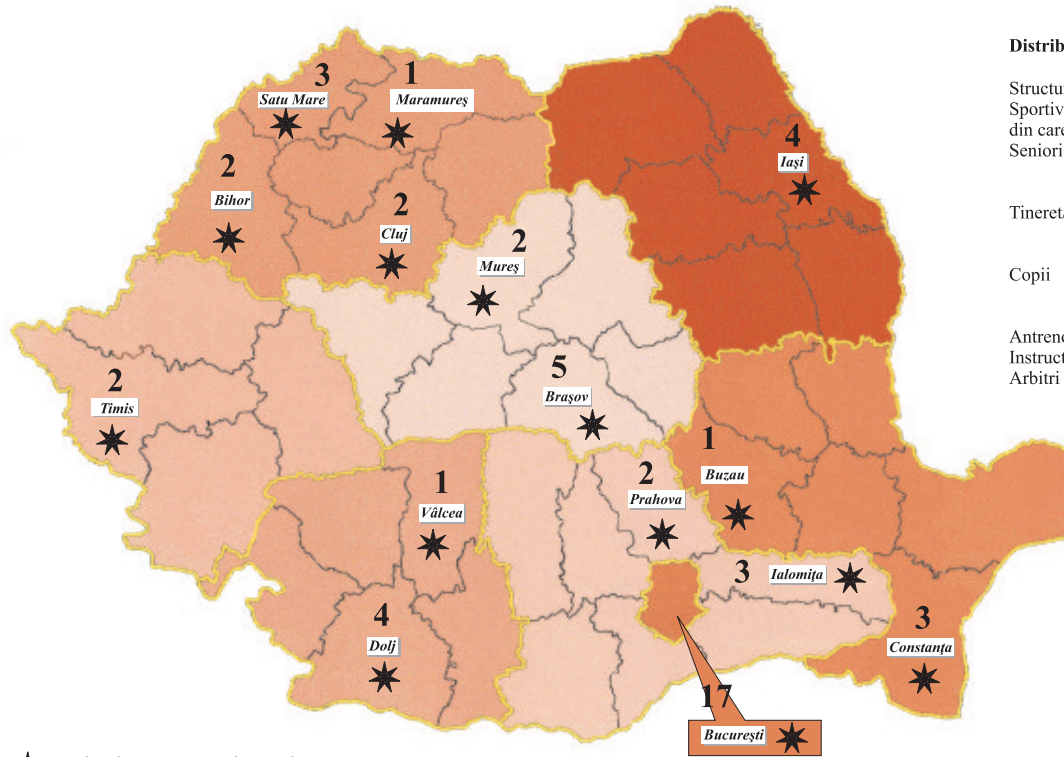 3
Satu Mare
1
Maramureş
2
Bihor
2
Cluj
4
Iaşi
2
Mureş
2
Timis
5
Braşov
1
Vâlcea
2
Prahova
1
Buzau
3
Ialomiţa
4
Dolj
3
Constanţa
17
Bucureşti
Distrib
Structu
Sportiv
din care
Seniori
Tineret
Copii
Antren
Instruct
Arbitri